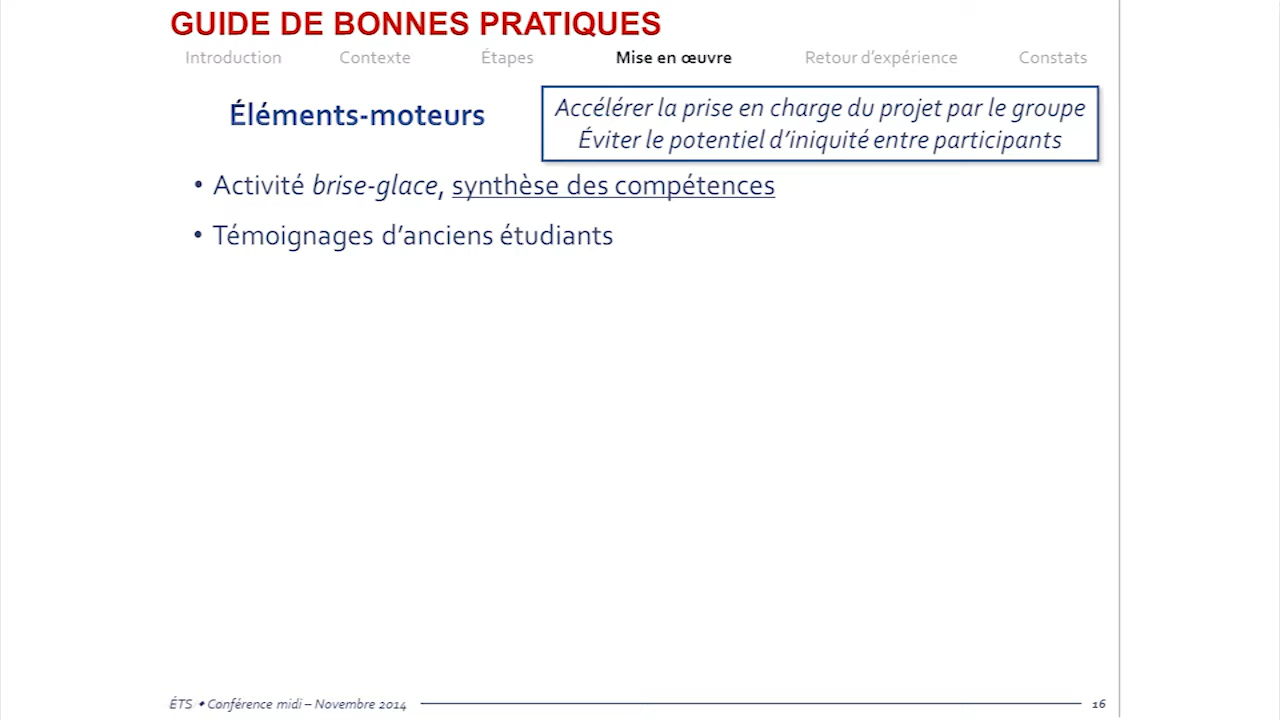 GUIDE DE BONNES PRATIQUES
Introduction Contexte Étapes Mise en œuvre Retour d'expérience Constats
Éléments-moteurs
Accélérer la prise en charge du projet par le groupe
Éviter le potentiel d'iniquité entre participants
• Activité brise-glace, synthèse des compétences
• Témoignages d'anciens étudiants
ÉTS • Conférence midi – Novembre 2014 16